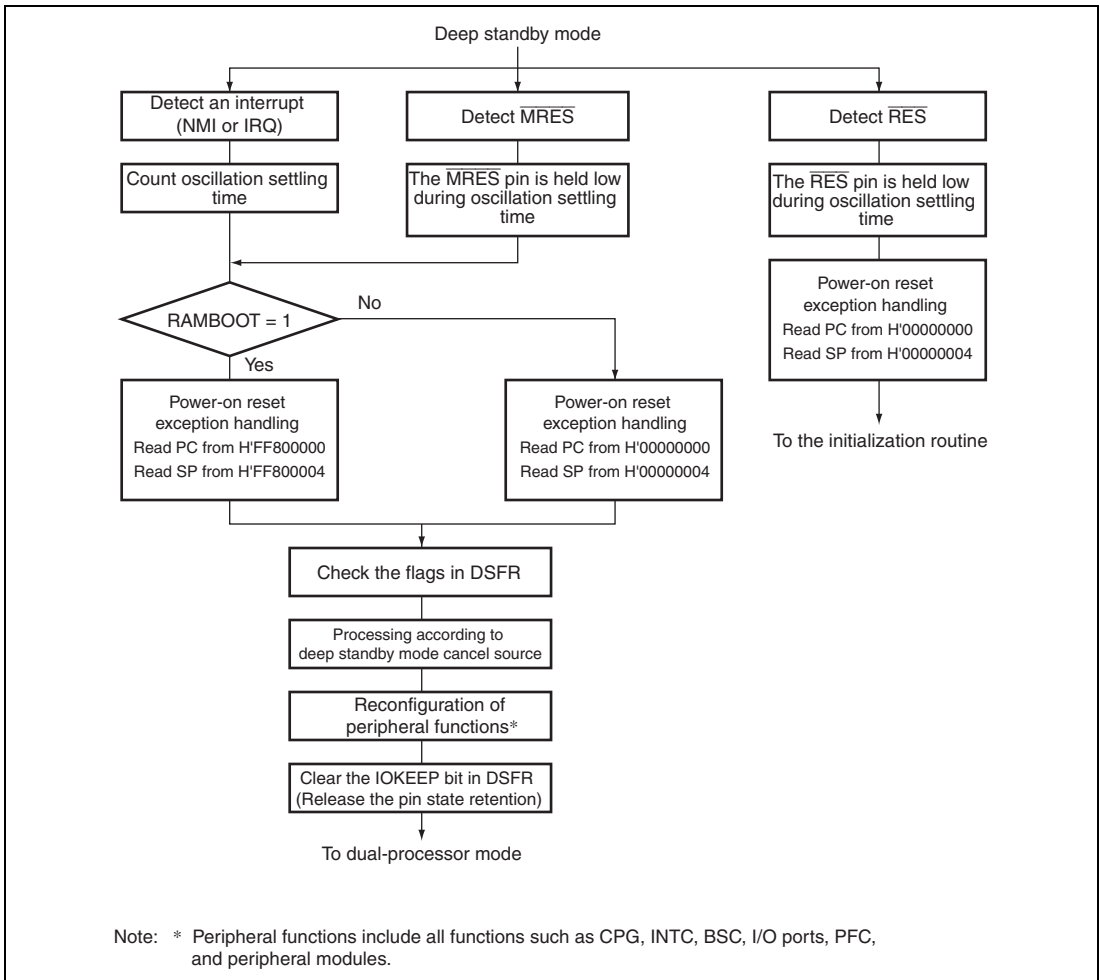 Deep standby mode
Detect an interrupt
(NMI or IRQ)
Count oscillation settling
time
Detect M̅R̅E̅S̅
The M̅R̅E̅S̅ pin is held low
during oscillation settling
time
Detect R̅E̅S̅
The R̅E̅S̅ pin is held low
during oscillation settling
time
Power-on reset
exception handling
Read PC from H'00000000
Read SP from H'00000004
To the initialization routine
RAMBOOT = 1
No
Yes
Power-on reset
exception handling
Read PC from H'FF800000
Read SP from H'FF800004
Power-on reset
exception handling
Read PC from H'00000000
Read SP from H'00000004
Check the flags in DSFR
Processing according to
deep standby mode cancel source
Reconfiguration of
peripheral functions*
Clear the IOKEEP bit in DSFR
(Release the pin state retention)
To dual-processor mode
Note: * Peripheral functions include all functions such as CPG, INTC, BSC, I/O ports, PFC,
and peripheral modules.